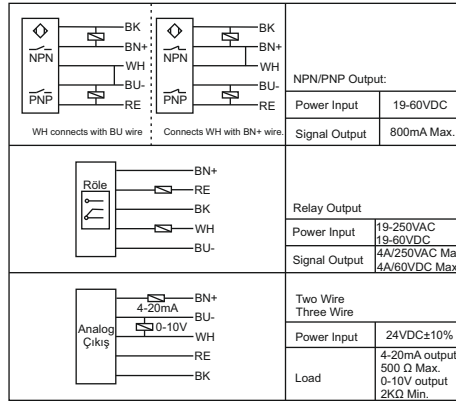 BK
BN+
NPN
WH
BU-
PNP
RE
WH connects with BU wire
BK
BN+
NPN
WH
BU-
PNP
RE
Connects WH with BN+ wire.
NPN/PNP Output:
Power Input 19-60VDC
Signal Output 800mA Max.
Röle
BN+
RE
BK
WH
BU-
Relay Output
Power Input 19-250VAC
19-60VDC
Signal Output 4A/250VAC Ma
4A/60VDC Max
Analog
Çıkış
BN+
4-20mA
BU-
0-10V
WH
RE
BK
Two Wire
Three Wire
Power Input 24VDC±10%
Load
4-20mA output
500 Ω Max.
0-10V output
2KΩ Min.